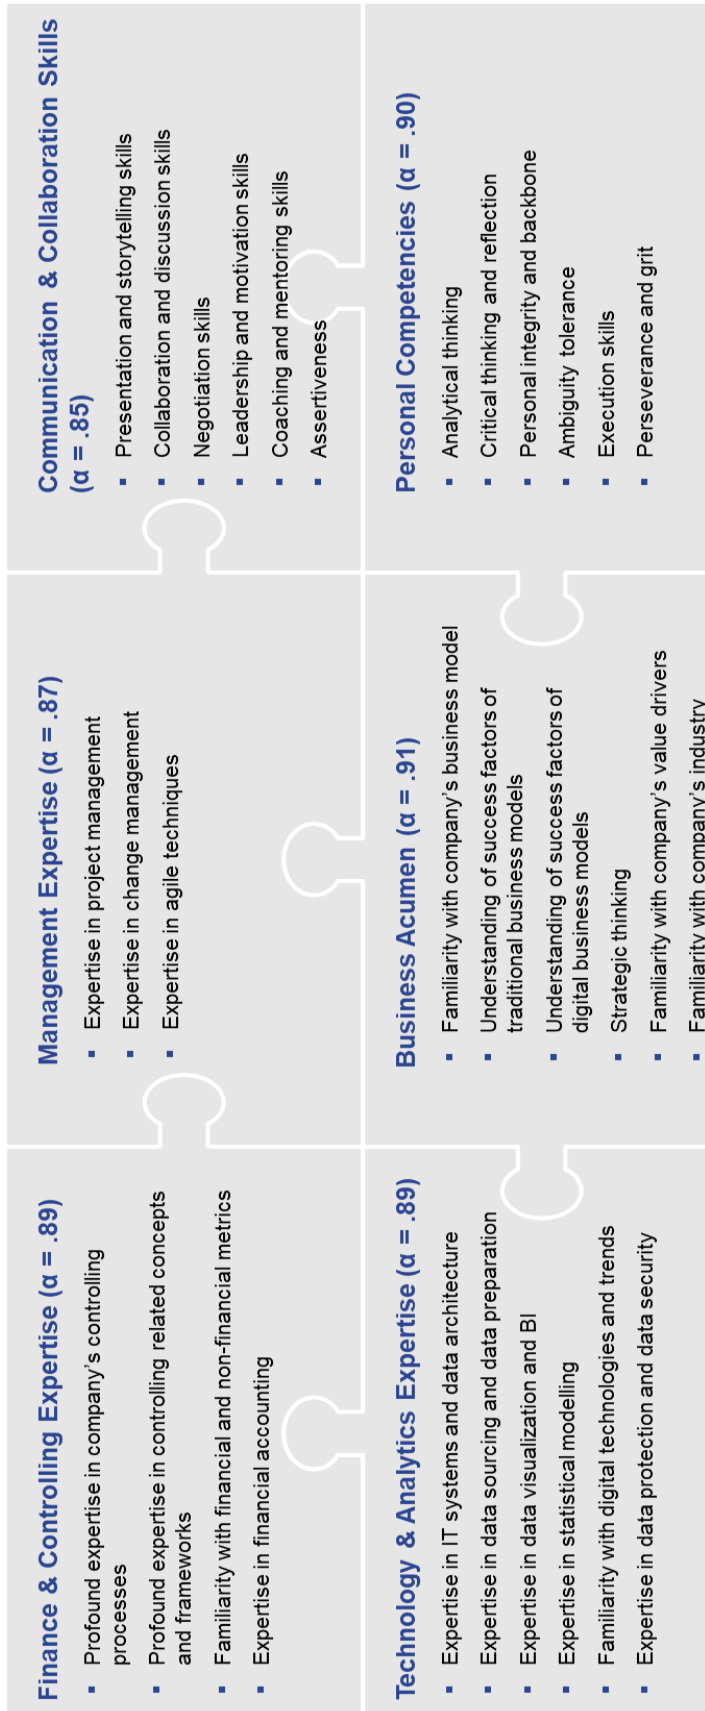 Finance & Controlling Expertise (α = .89)
▪ Profound expertise in company's controlling
processes
▪ Profound expertise in controlling related concepts
and frameworks
▪ Familiarity with financial and non-financial metrics
▪ Expertise in financial accounting
Management Expertise (α = .87)
▪ Expertise in project management
▪ Expertise in change management
▪ Expertise in agile techniques
Communication & Collaboration Skills
(α = .85)
▪ Presentation and storytelling skills
▪ Collaboration and discussion skills
▪ Negotiation skills
▪ Leadership and motivation skills
▪ Coaching and mentoring skills
▪ Assertiveness
Technology & Analytics Expertise (α = .89)
▪ Expertise in IT systems and data architecture
▪ Expertise in data sourcing and data preparation
▪ Expertise in data visualization and BI
▪ Expertise in statistical modelling
▪ Familiarity with digital technologies and trends
▪ Expertise in data protection and data security
Business Acumen (α = .91)
▪ Familiarity with company's business model
▪ Understanding of success factors of
traditional business models
▪ Understanding of success factors of
digital business models
▪ Strategic thinking
▪ Familiarity with company's value drivers
▪ Familiarity with company's industry
Personal Competencies (α = .90)
▪ Analytical thinking
▪ Critical thinking and reflection
▪ Personal integrity and backbone
▪ Ambiguity tolerance
▪ Execution skills
▪ Perseverance and grit